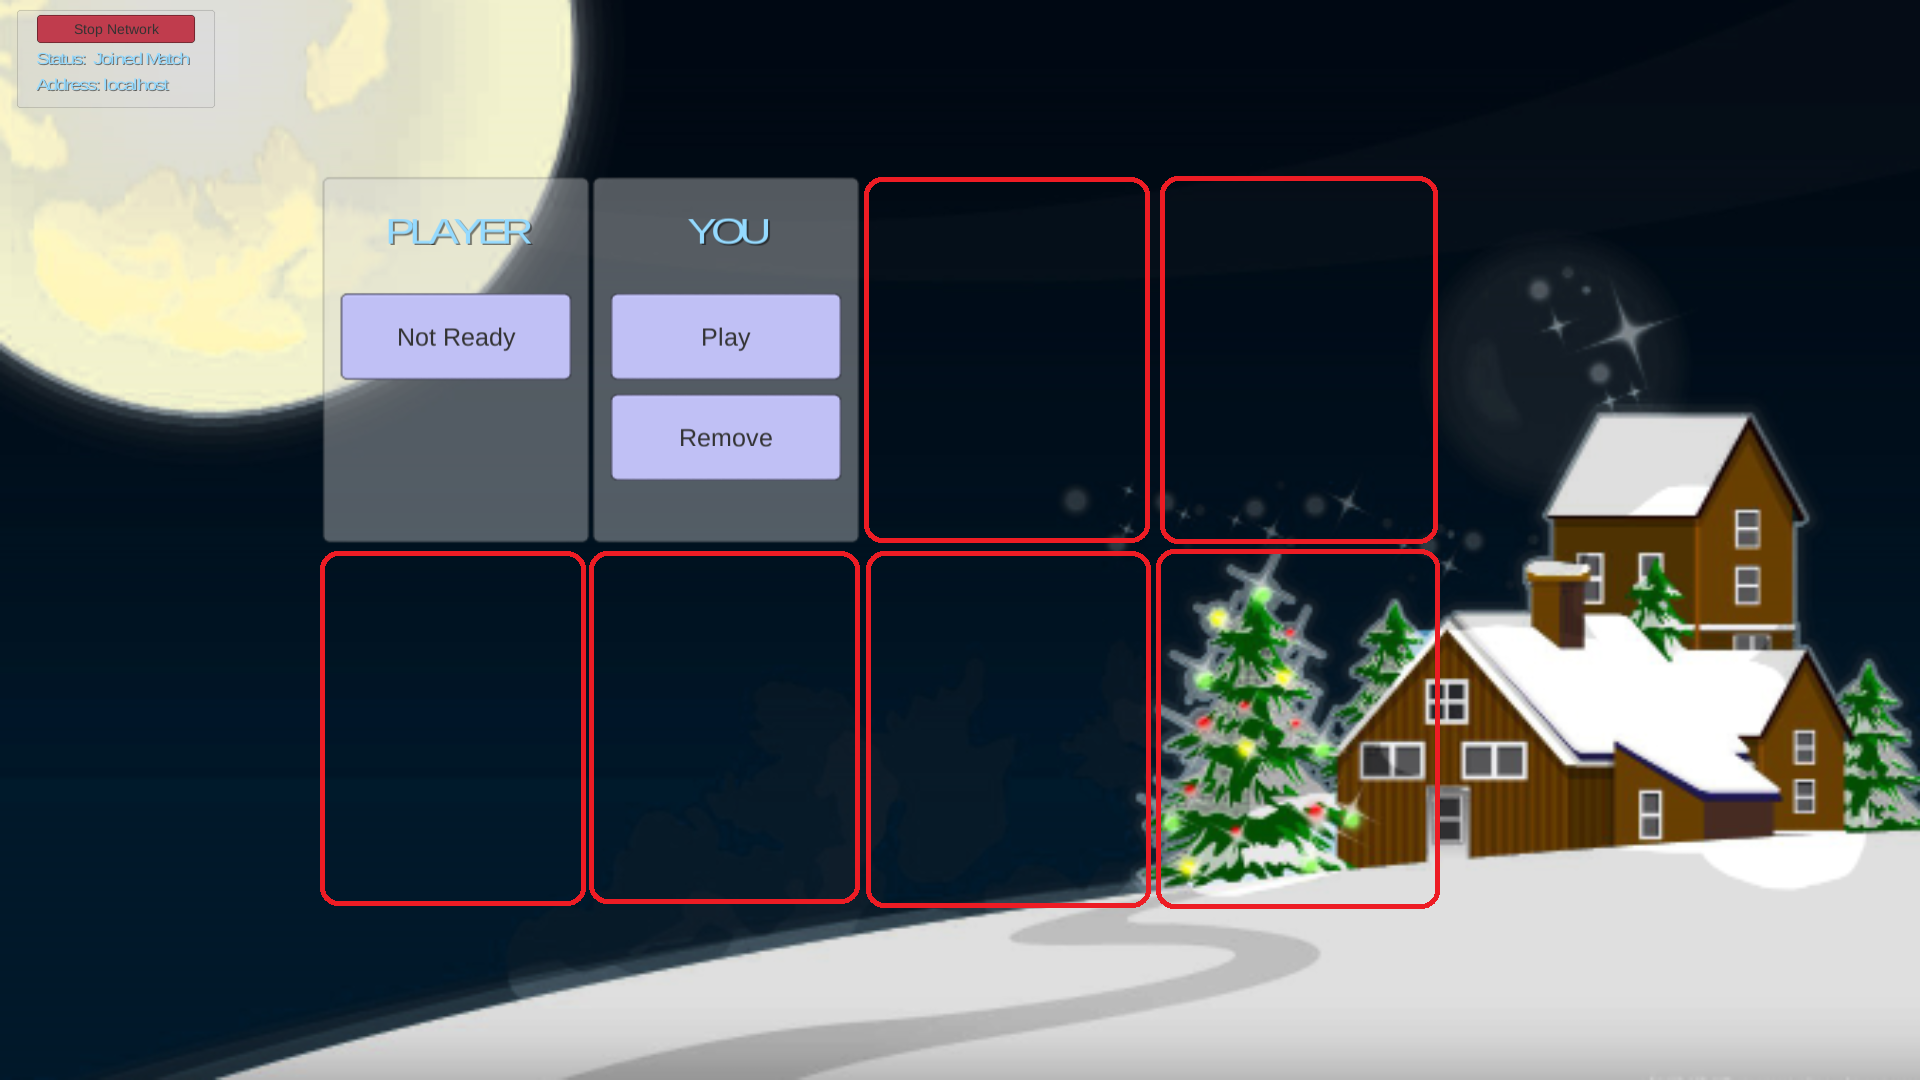 Stop Network
Status: Joined Match
Address: localhost
PLAYER
YOU
Not Ready
Play
Remove